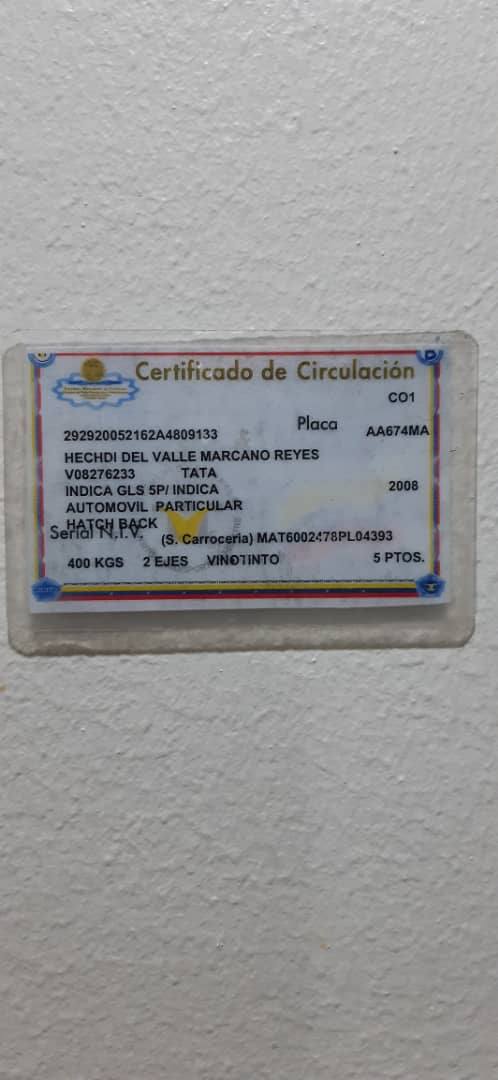 Certificado de Circulación
CO1
Placa
292920052162A4809133
AA674MA
HECHDI DEL VALLE MARCANO REYES
V08276233 TATA
INDICA GLS 5P/ INDICA 2008
AUTOMOVIL PARTICULAR
HATCH BACK
Serial N.I.V. (S. Carroceria) MAT6002478PL04393
400 KGS 2 EJES VINOTINTO 5 PTOS.